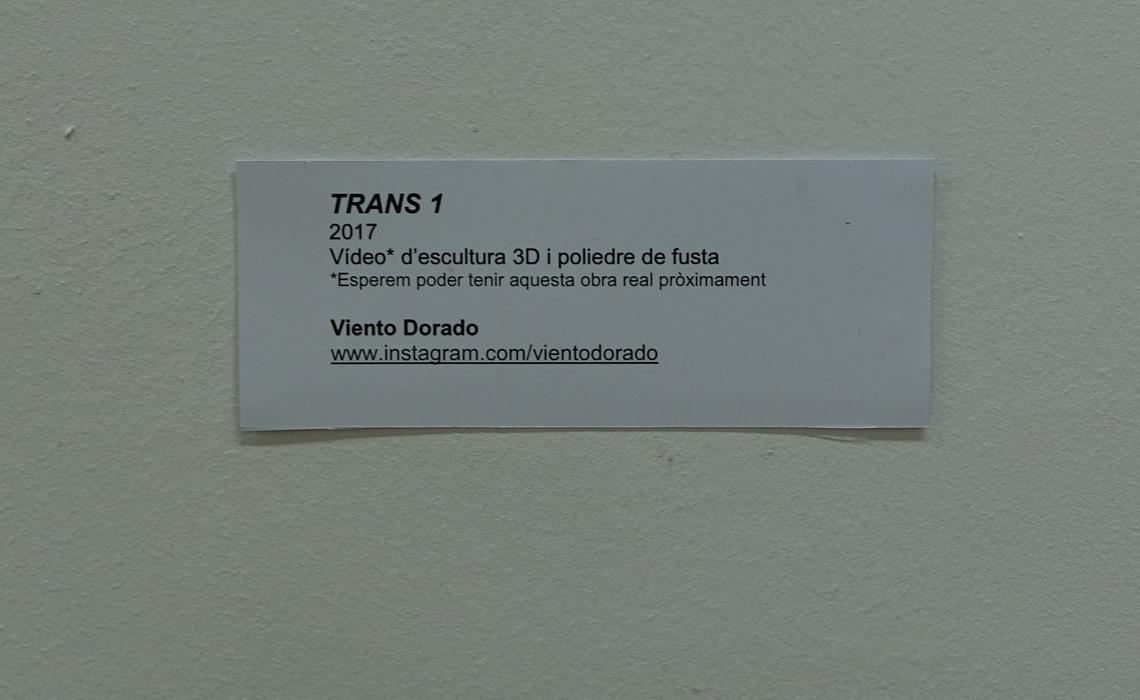 TRANS 1
2017
Vídeo* d'escultura 3D i poliedre de fusta
*Esperem poder tenir aquesta obra real pròximament
Viento Dorado
www.instagram.com/vientodorado